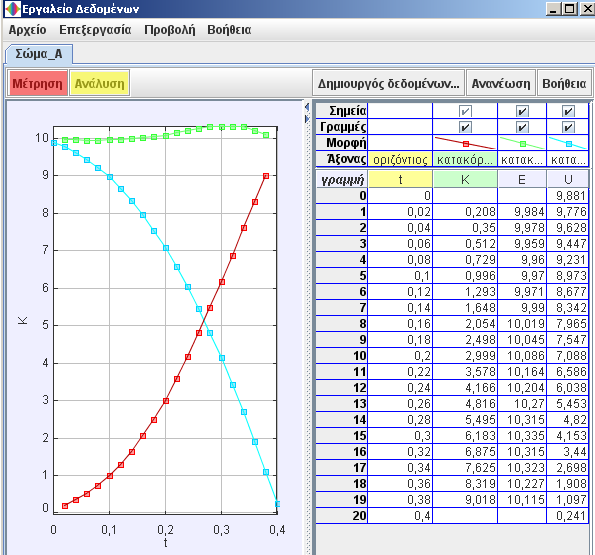 Εργαλείο Δεδομένων
Αρχείο Επεξεργασία Προβολή Βοήθεια
Σώμα_Α
Μέτρηση Ανάλυση Δημιουργός δεδομένων... Ανανέωση Βοήθεια
Σημεία
Γραμμές
Μορφή
Άξονας οριζόντιος κατακόρ... κατακ... κατα...
γραμμή t K E U
0 0 9,881
1 0,02 0,208 9,984 9,776
2 0,04 0,35 9,978 9,628
3 0,06 0,512 9,959 9,447
4 0,08 0,729 9,96 9,231
5 0,1 0,996 9,97 8,973
6 0,12 1,293 9,971 8,677
7 0,14 1,648 9,99 8,342
8 0,16 2,054 10,019 7,965
9 0,18 2,498 10,045 7,547
10 0,2 2,999 10,086 7,088
11 0,22 3,578 10,164 6,586
12 0,24 4,166 10,204 6,038
13 0,26 4,816 10,27 5,453
14 0,28 5,495 10,315 4,82
15 0,3 6,183 10,335 4,153
16 0,32 6,875 10,315 3,44
17 0,34 7,625 10,323 2,698
18 0,36 8,319 10,227 1,908
19 0,38 9,018 10,115 1,097
20 0,4 0,241
10
9
8
7
6
5
4
3
2
1
0
K
0 0,1 0,2 0,3 0,4
t